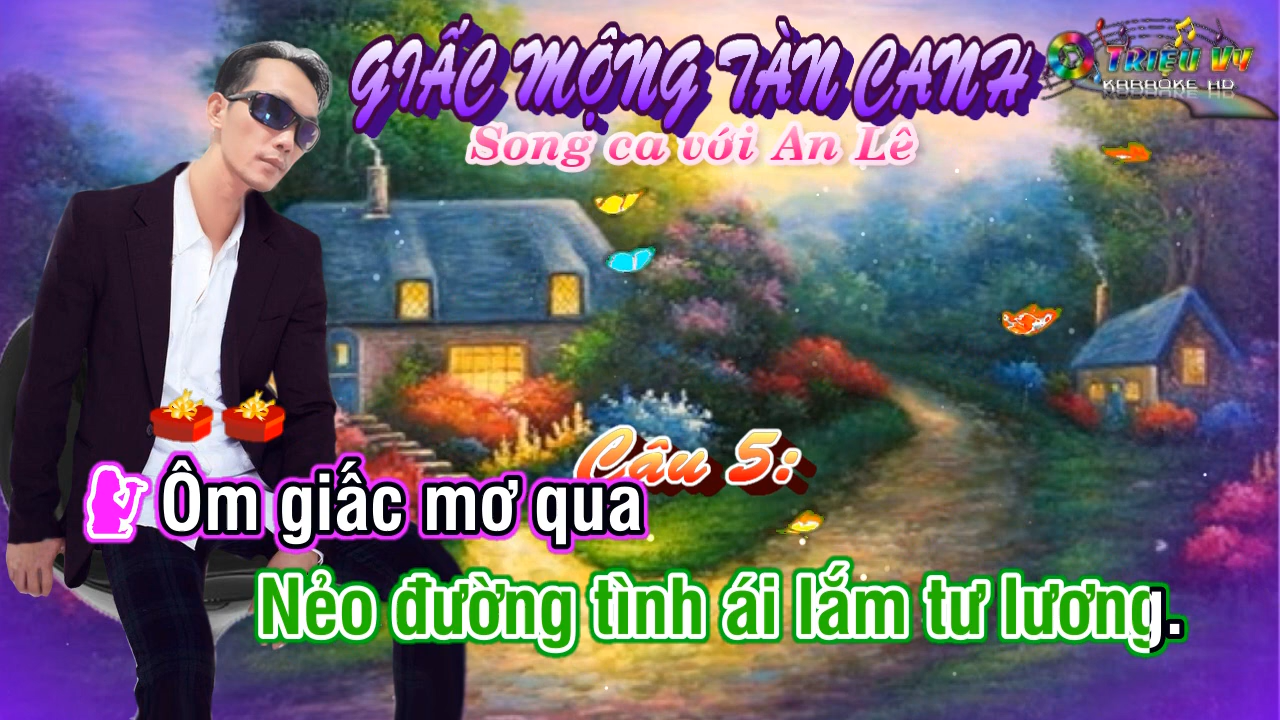 GIẤC MỘNG TÀN CANH
TRIỆU VY
KARAOKE HD
Song ca với An Lê
Câu 5:
Ôm giấc mơ qua
Nẻo đường tình ái lắm tư lương.